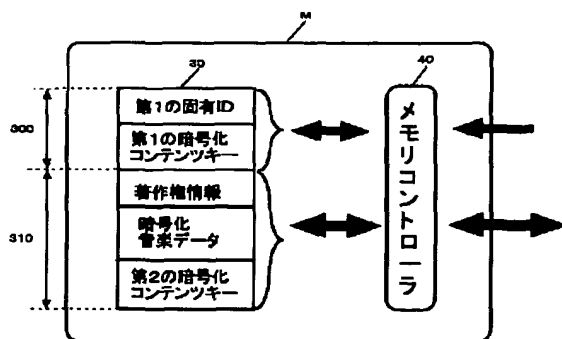 M
30
40
300
310
第1の固有ID
第1の暗号化
コンテンツキー
著作権情報
暗号化
音楽データ
第2の暗号化
コンテンツキー
メモリコントローラ